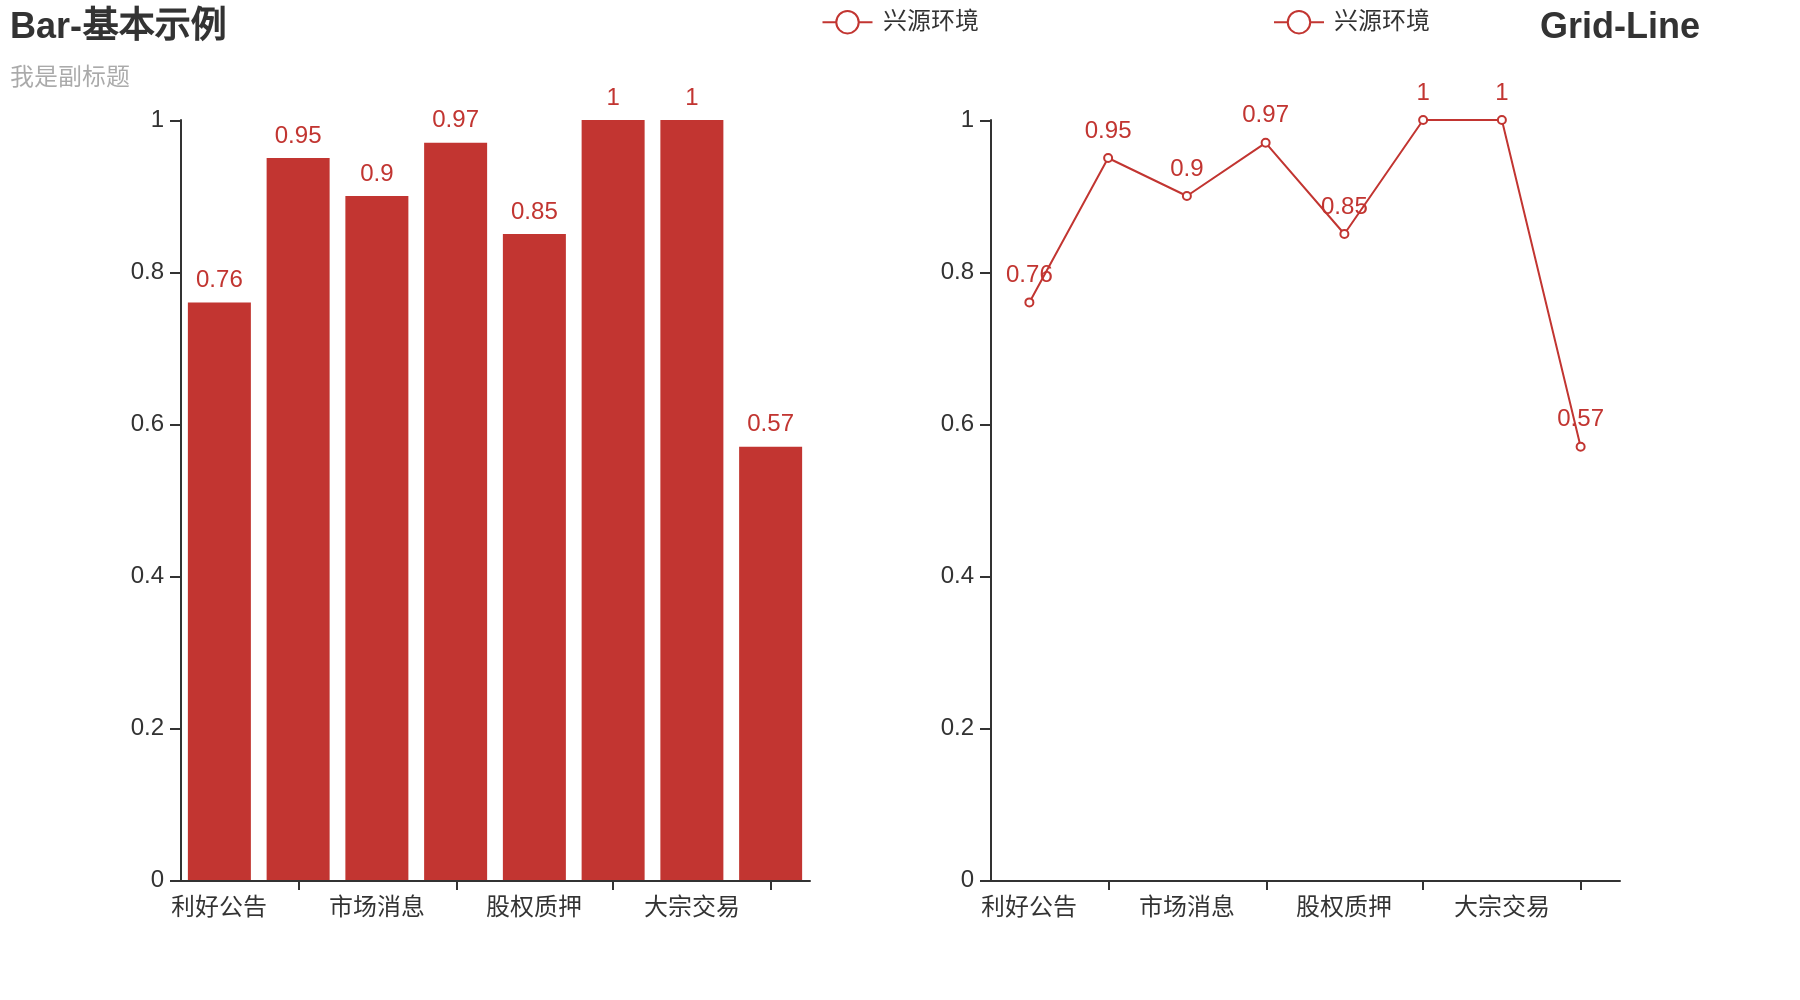 Bar-基本示例
我是副标题
兴源环境
兴源环境
Grid-Line
1
0.8
0.6
0.4
0.2
0
0.76
0.95
0.9
0.97
0.85
1
1
0.57
利好公告
市场消息
股权质押
大宗交易
1
0.8
0.6
0.4
0.2
0
0.76
0.95
0.9
0.97
0.85
1
1
0.57
利好公告
市场消息
股权质押
大宗交易